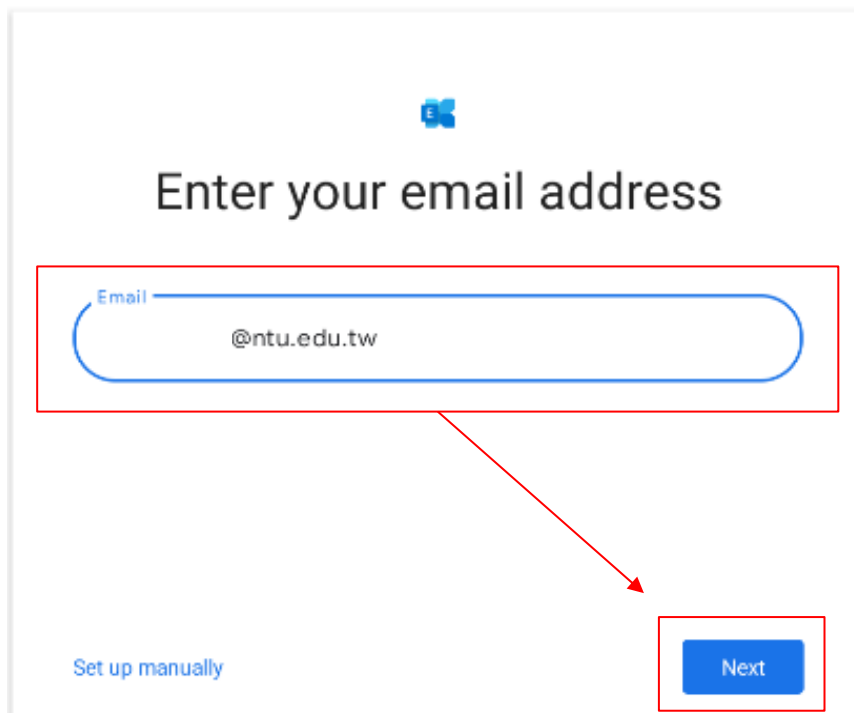 E
Enter your email address
Email
@ntu.edu.tw
Set up manually
Next